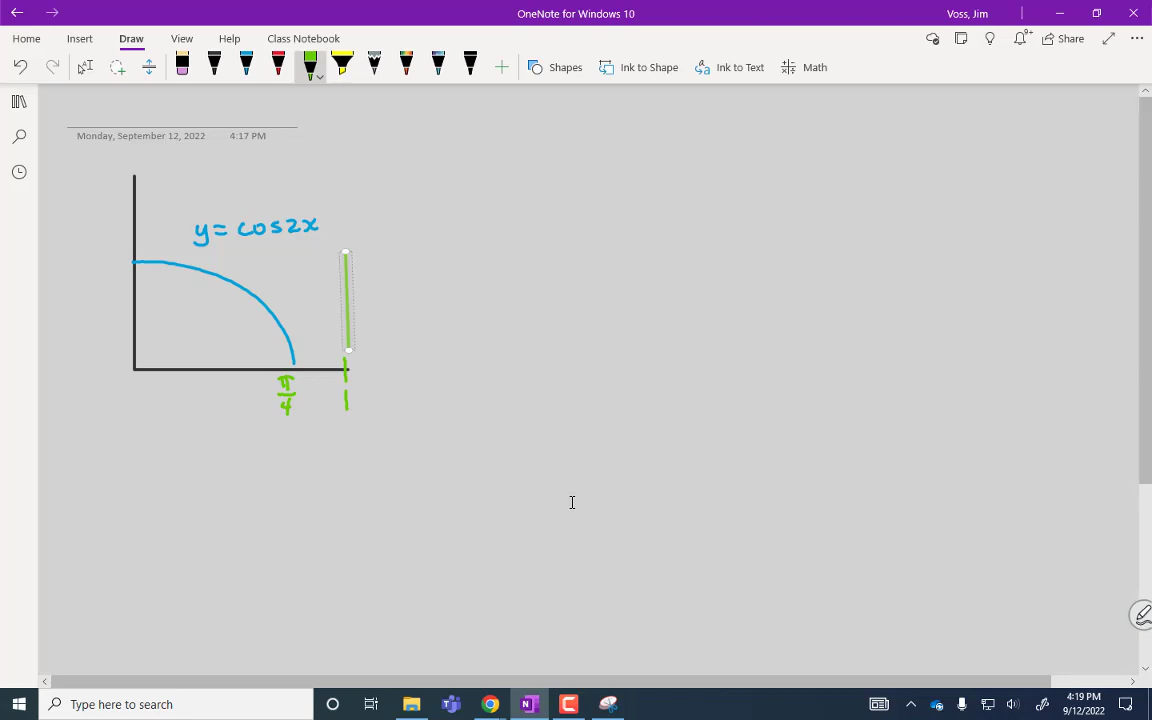 OneNote for Windows 10
Voss, Jim
Home Insert Draw View Help Class Notebook
9+ Share
Shapes Ink to Shape Ink to Text Math
Monday, September 12, 2022 4:17 PM
y = cos2x
π
4
1
Type here to search
4:19 PM
9/12/2022